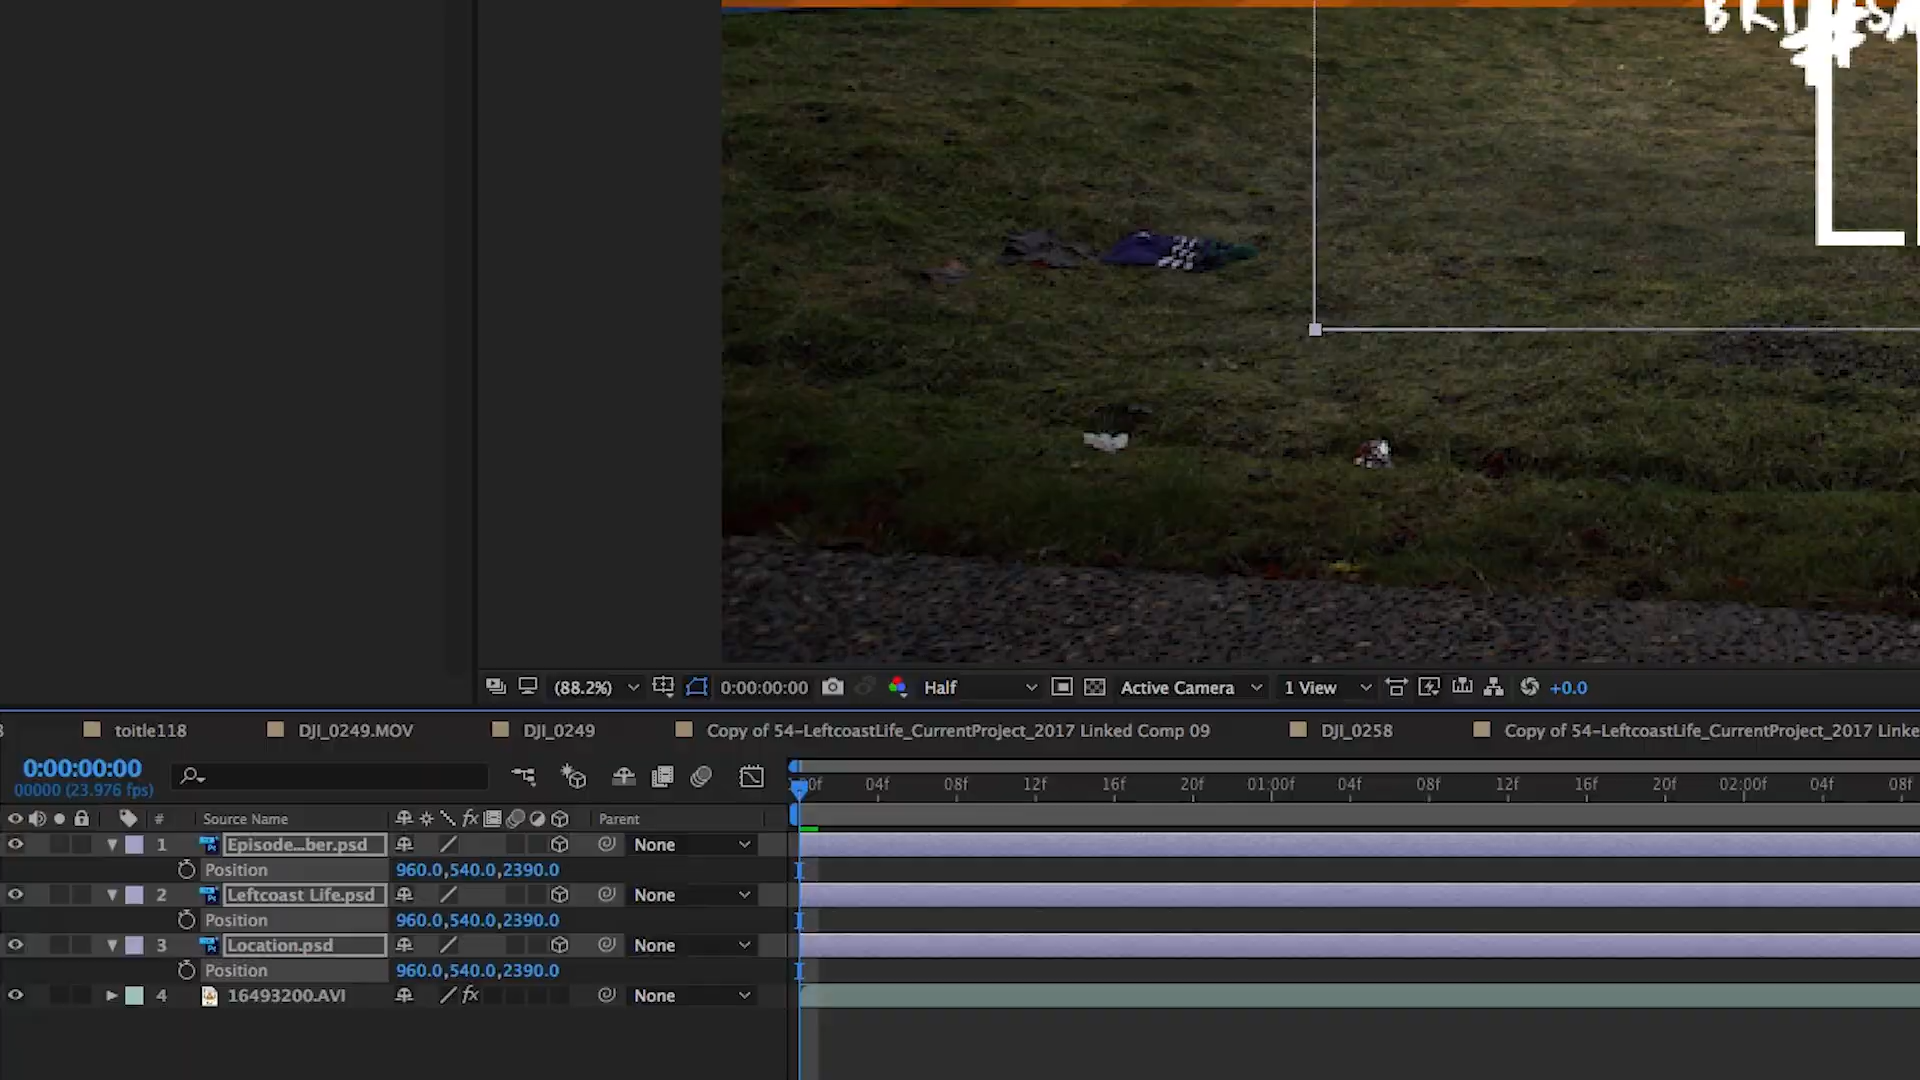 (88.2%) 0:00:00:00 Half Active Camera 1 View +0.0
toitle118 DJI_0249.MOV DJI_0249 Copy of 54-LeftcoastLife_CurrentProject_2017 Linked Comp 09 DJI_0258 Copy of 54-LeftcoastLife_CurrentProject_2017 Linke
0:00:00:00
00000 (23.976 fps)
04f 08f 12f 16f 20f 01:00f 04f 08f 12f 16f 20f 02:00f 04f 08f
# Source Name fx Parent
1 Episode...ber.psd None
Position 960.0,540.0,2390.0
2 Leftcoast Life.psd None
Position 960.0,540.0,2390.0
3 Location.psd None
Position 960.0,540.0,2390.0
4 16493200.AVI fx None